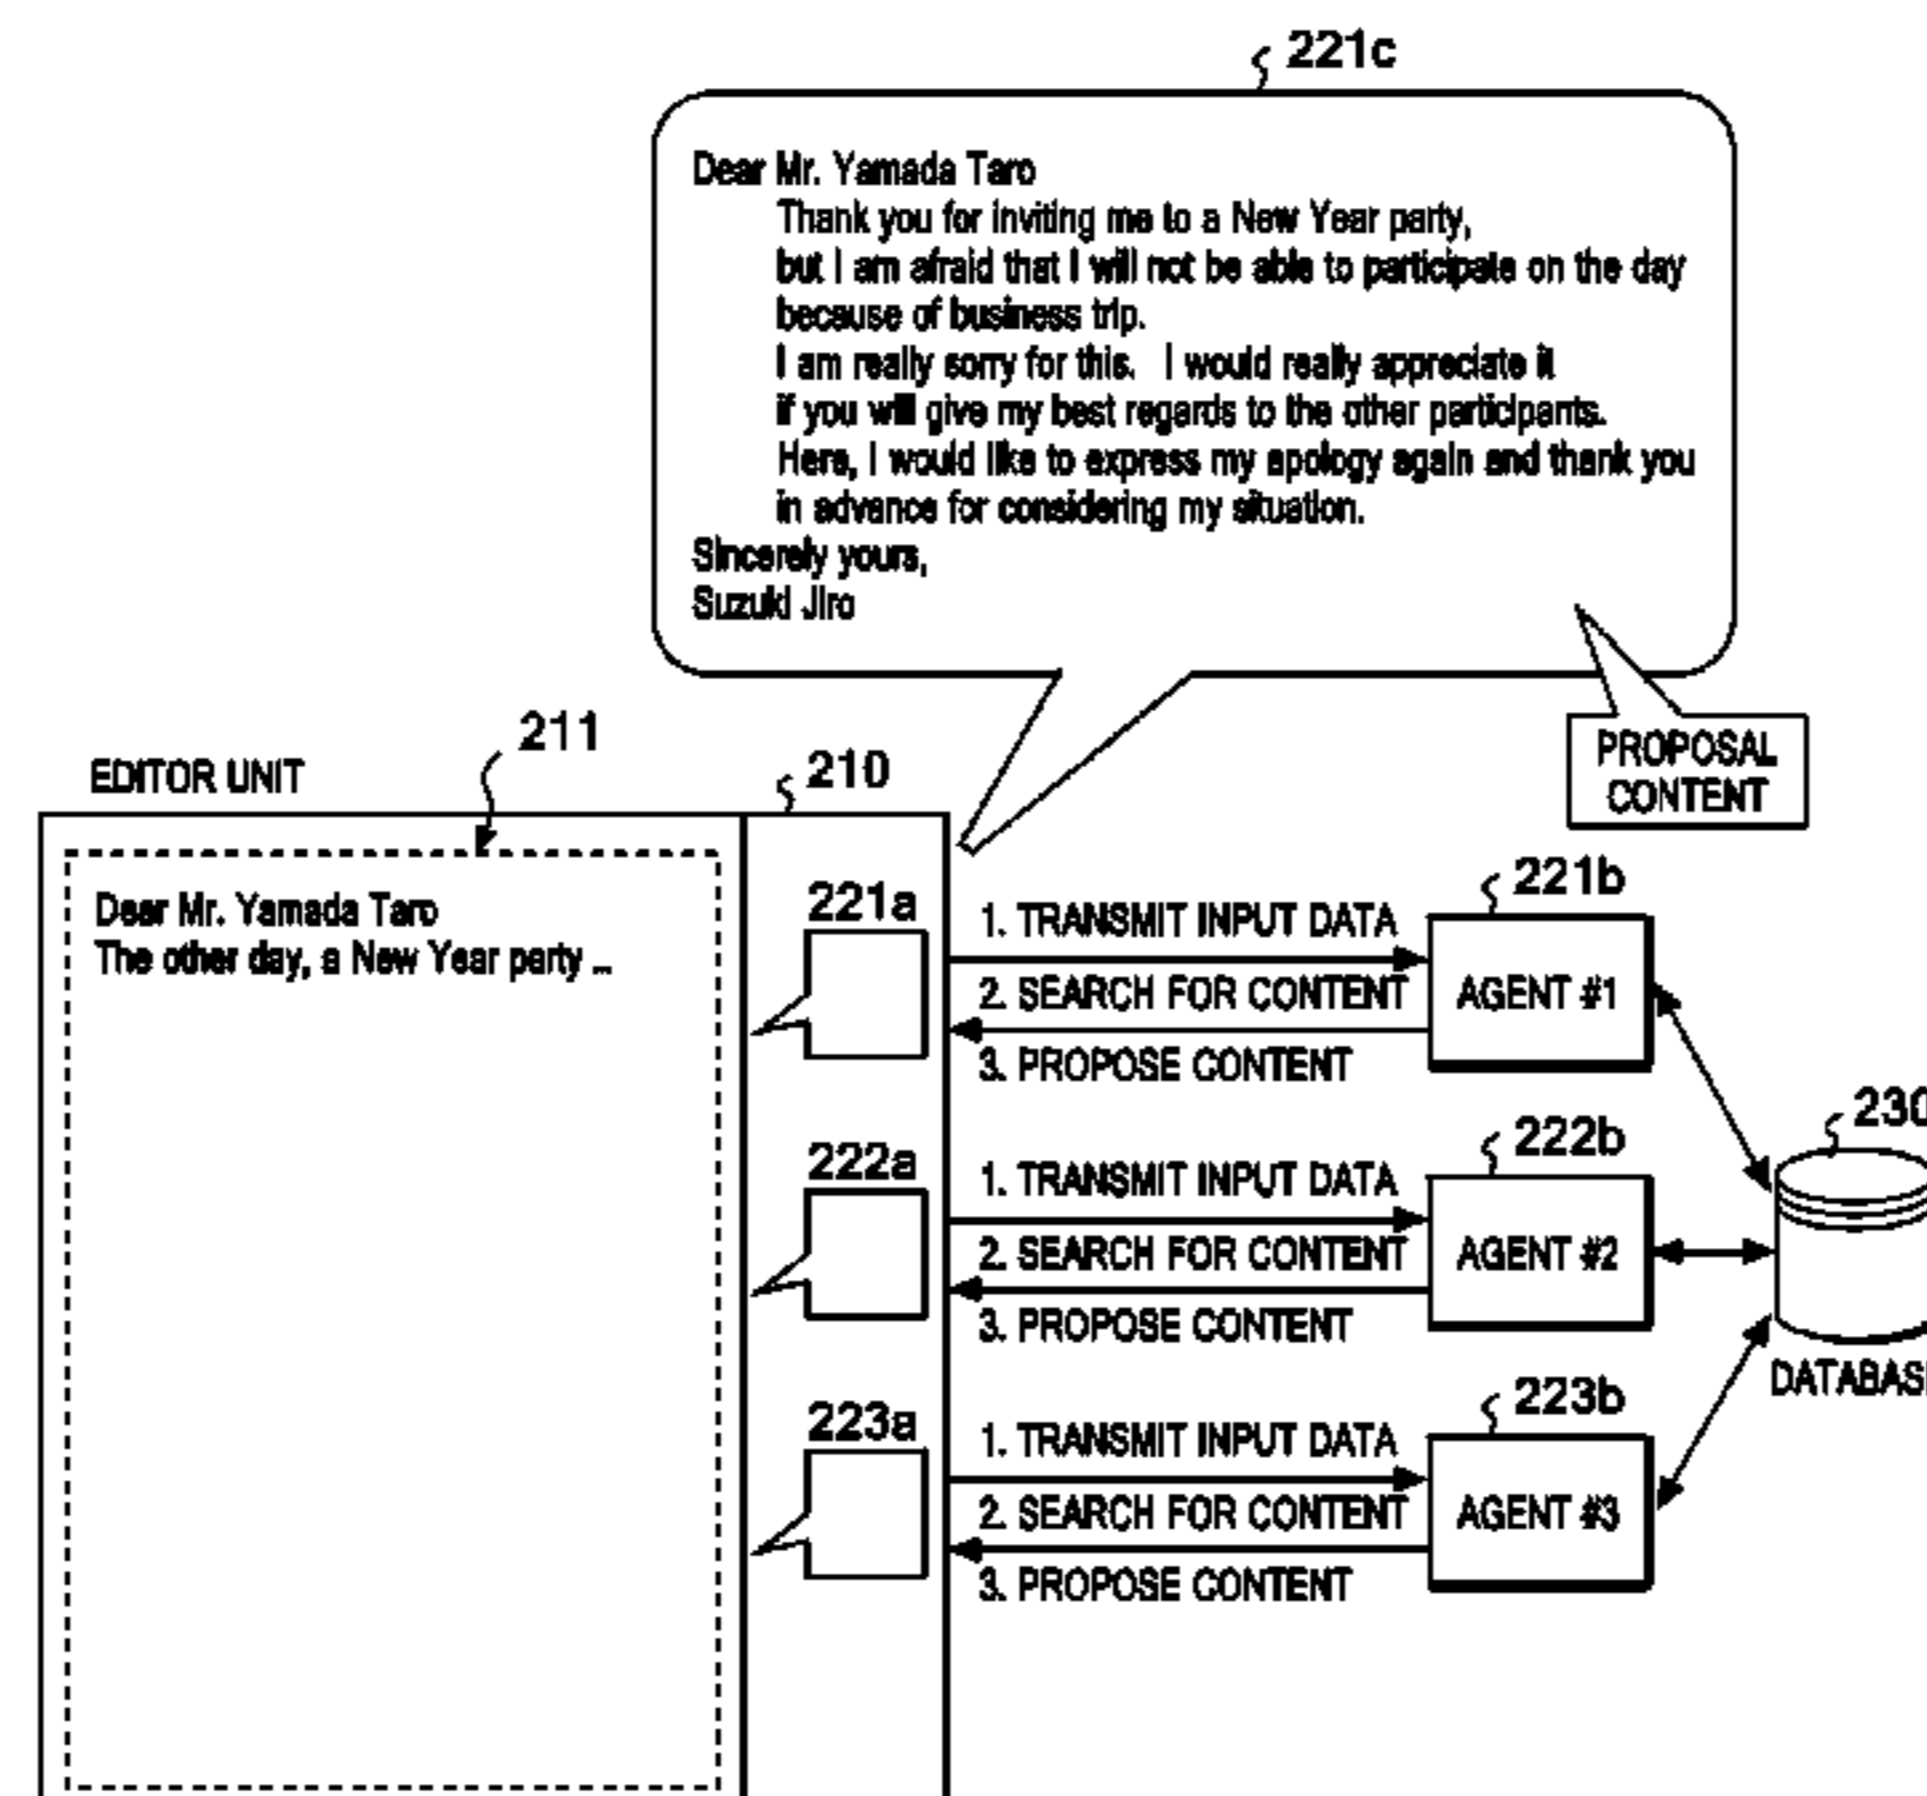 221c
Dear Mr. Yamada Taro
Thank you for inviting me to a New Year party,
but I am afraid that I will not be able to participate on the day
because of business trip.
I am really sorry for this. I would really appreciate it
if you will give my best regards to the other participants.
Here, I would like to express my apology again and thank you
in advance for considering my situation.
Sincerely yours,
Suzuki Jiro
PROPOSAL
CONTENT
211
EDITOR UNIT
210
Dear Mr. Yamada Taro
The other day, a New Year party ...
221a
1. TRANSMIT INPUT DATA
2. SEARCH FOR CONTENT
3. PROPOSE CONTENT
221b
AGENT #1
222a
1. TRANSMIT INPUT DATA
2. SEARCH FOR CONTENT
3. PROPOSE CONTENT
222b
AGENT #2
230
DATABASE
223a
1. TRANSMIT INPUT DATA
2. SEARCH FOR CONTENT
3. PROPOSE CONTENT
223b
AGENT #3